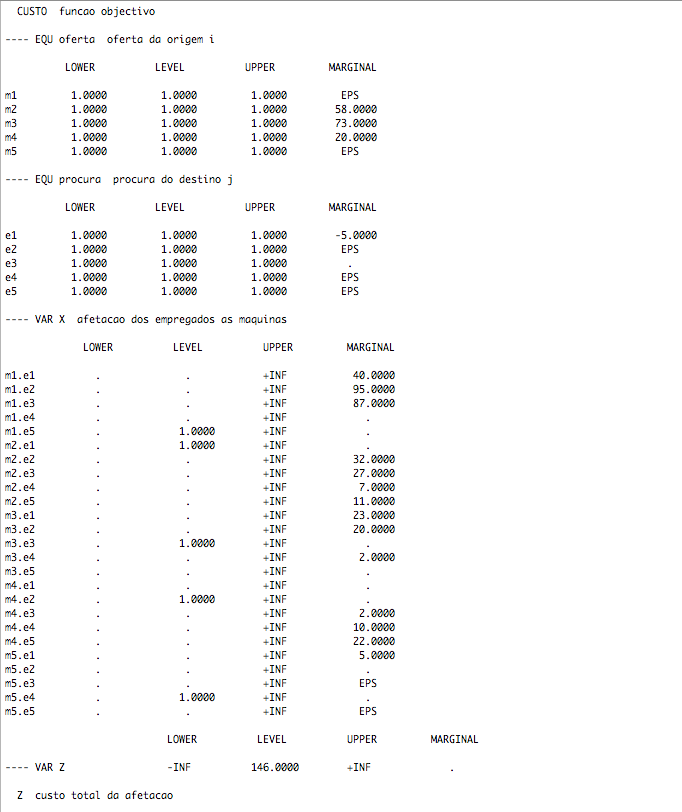 CUSTO  funcao objectivo
---- EQU oferta  oferta da origem i
LOWER LEVEL UPPER MARGINAL
m1 1.0000 1.0000 1.0000 EPS
m2 1.0000 1.0000 1.0000 58.0000
m3 1.0000 1.0000 1.0000 73.0000
m4 1.0000 1.0000 1.0000 20.0000
m5 1.0000 1.0000 1.0000 EPS
---- EQU procura  procura do destino j
LOWER LEVEL UPPER MARGINAL
e1 1.0000 1.0000 1.0000 -5.0000
e2 1.0000 1.0000 1.0000 EPS
e3 1.0000 1.0000 1.0000 .
e4 1.0000 1.0000 1.0000 EPS
e5 1.0000 1.0000 1.0000 EPS
---- VAR X  afetacao dos empregados as maquinas
LOWER LEVEL UPPER MARGINAL
m1.e1 . . +INF 40.0000
m1.e2 . . +INF 95.0000
m1.e3 . . +INF 87.0000
m1.e4 . . +INF .
m1.e5 . 1.0000 +INF .
m2.e1 . 1.0000 +INF .
m2.e2 . . +INF 32.0000
m2.e3 . . +INF 27.0000
m2.e4 . . +INF 7.0000
m2.e5 . . +INF 11.0000
m3.e1 . . +INF 23.0000
m3.e2 . . +INF 20.0000
m3.e3 . 1.0000 +INF .
m3.e4 . . +INF 2.0000
m3.e5 . . +INF .
m4.e1 . . +INF .
m4.e2 . 1.0000 +INF .
m4.e3 . . +INF 2.0000
m4.e4 . . +INF 10.0000
m4.e5 . . +INF 22.0000
m5.e1 . . +INF 5.0000
m5.e2 . . +INF .
m5.e3 . . +INF EPS
m5.e4 . 1.0000 +INF .
m5.e5 . . +INF EPS
LOWER LEVEL UPPER MARGINAL
---- VAR Z -INF 146.0000 +INF .
Z  custo total da afetacao